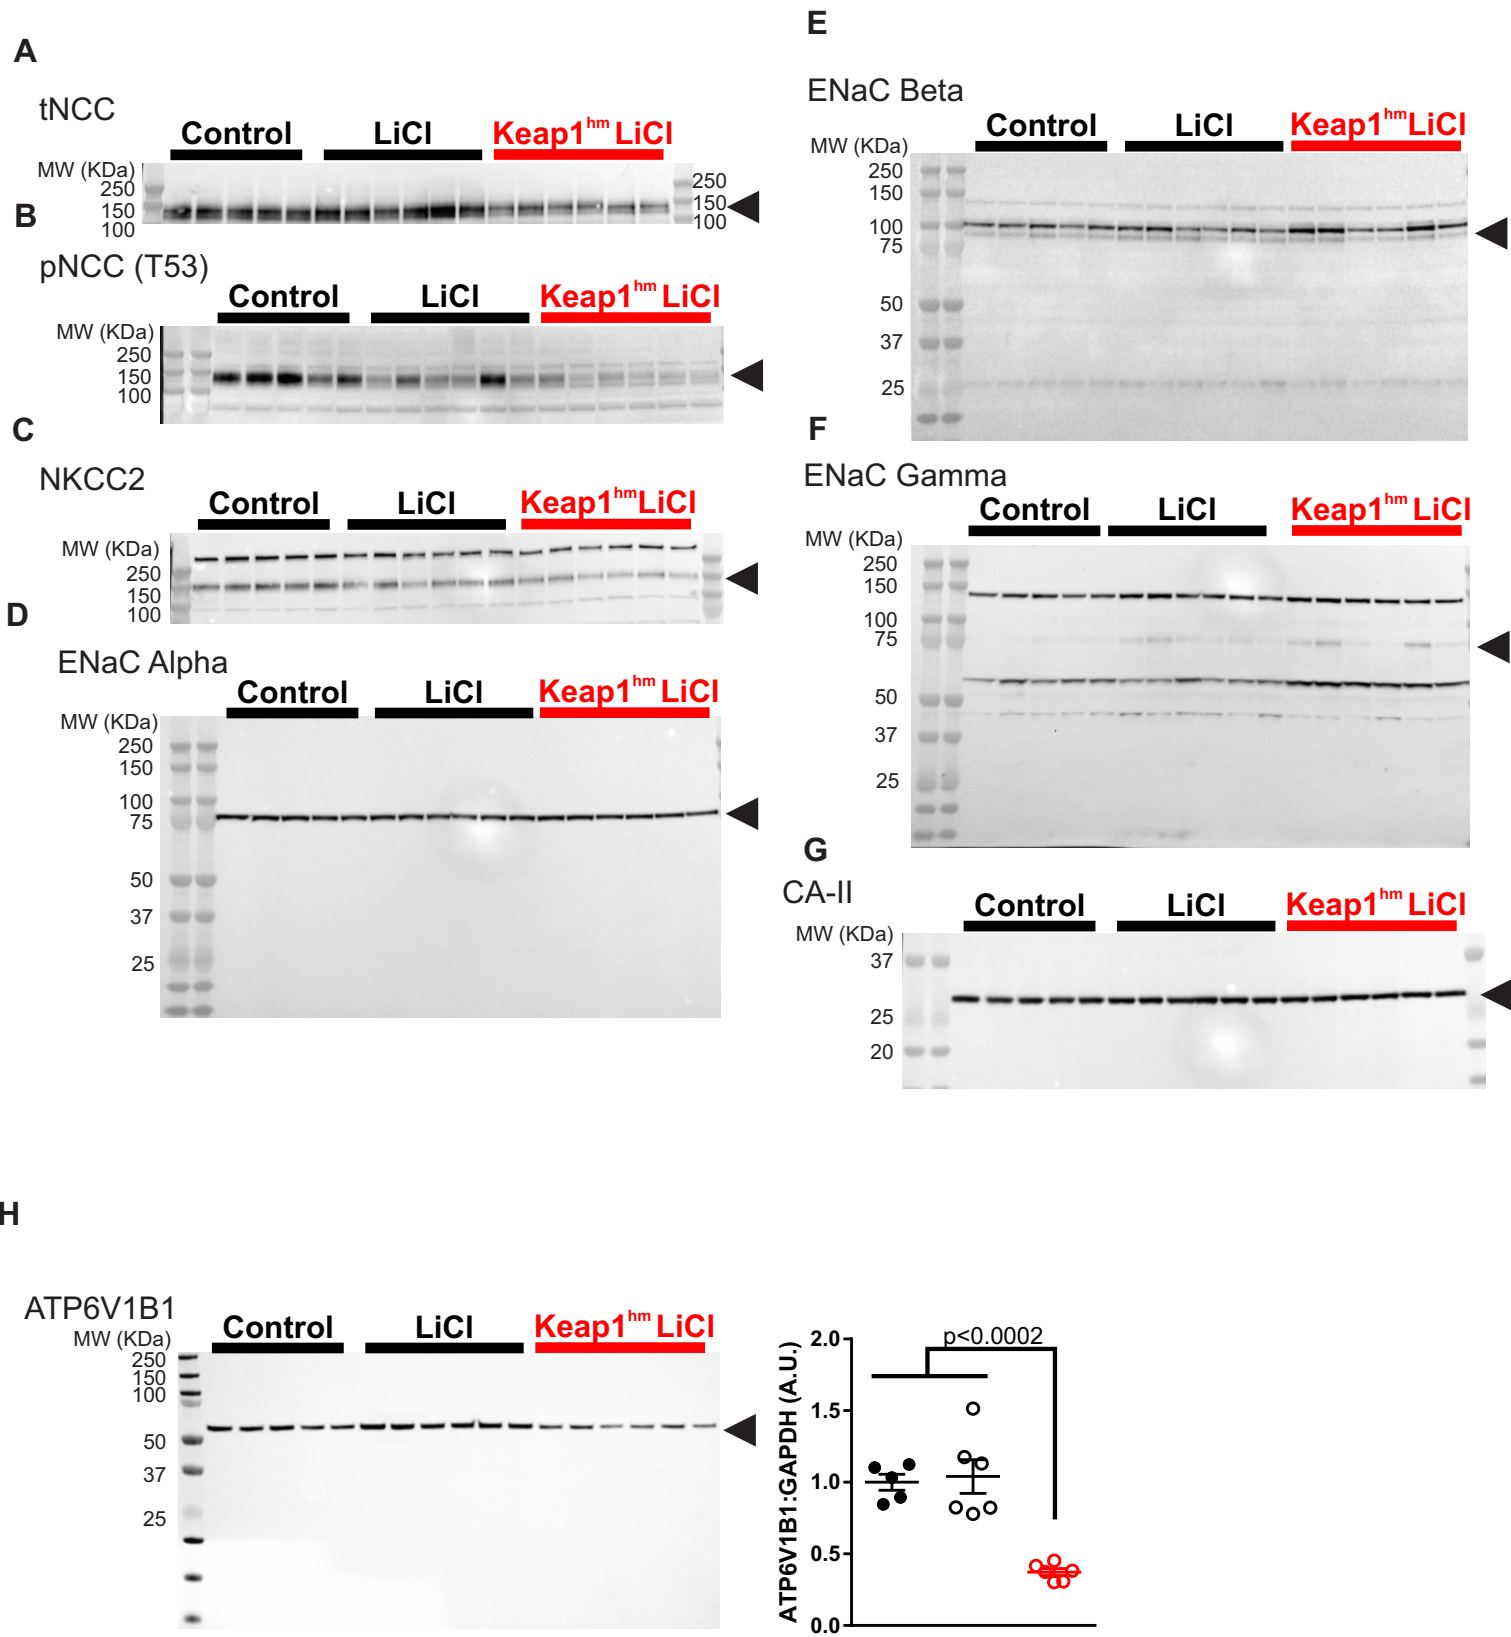 A
tNCC
Control LiCl Keap1hm LiCl
MW (KDa)
250 250
150 150
100 100
B
pNCC (T53)
Control LiCl Keap1hm LiCl
MW (KDa)
250
150
100
C
NKCC2
Control LiCl Keap1hm LiCl
MW (KDa)
250
150
100
D
ENaC Alpha
Control LiCl Keap1hm LiCl
MW (KDa)
250
150
100
75
50
37
25
E
ENaC Beta
Control LiCl Keap1hm LiCl
MW (KDa)
250
150
100
75
50
37
25
F
ENaC Gamma
Control LiCl Keap1hm LiCl
MW (KDa)
250
150
100
75
50
37
25
G
CA-II
Control LiCl Keap1hm LiCl
MW (KDa)
37
25
20
H
ATP6V1B1
Control LiCl Keap1hm LiCl
MW (KDa)
250
150
100
50
37
25
ATP6V1B1:GAPDH (A.U.)
p<0.0002
2.0
1.5
1.0
0.5
0.0